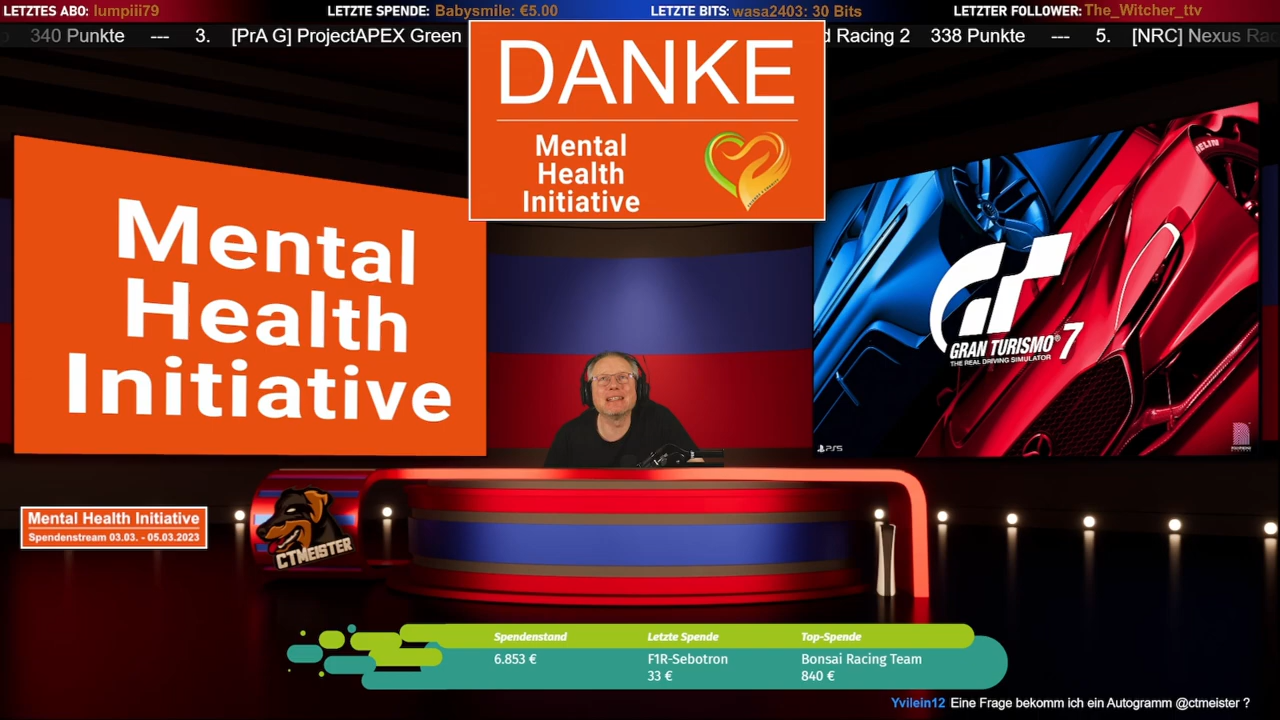 LETZTES ABO: lumpiii79
LETZTE SPENDE: Babysmile: €5.00
LETZTE BITS: wasa2403: 30 Bits
LETZTER FOLLOWER: The_Witcher_ttv
340 Punkte --- 3. [PrA G] ProjectAPEX Green
d Racing 2 338 Punkte --- 5. [NRC] Nexus Ra
DANKE
Mental
Health
Initiative
Mental
Health
Initiative
GT
GRAN TURISMO® 7
THE REAL DRIVING SIMULATOR
PS5
Mental Health Initiative
Spendenstream 03.03. - 05.03.2023
CTMEISTER
Spendenstand Letzte Spende Top-Spende
6.853 € F1R-Sebotron Bonsai Racing Team
33 € 840 €
Yvilein12 Eine Frage bekomm ich ein Autogramm @ctmeister ?